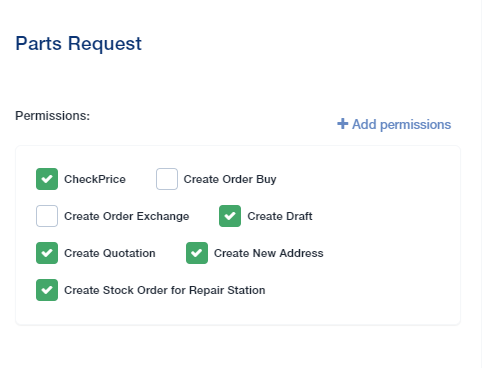 Parts Request
Permissions:
+ Add permissions
CheckPrice Create Order Buy
Create Order Exchange Create Draft
Create Quotation Create New Address
Create Stock Order for Repair Station